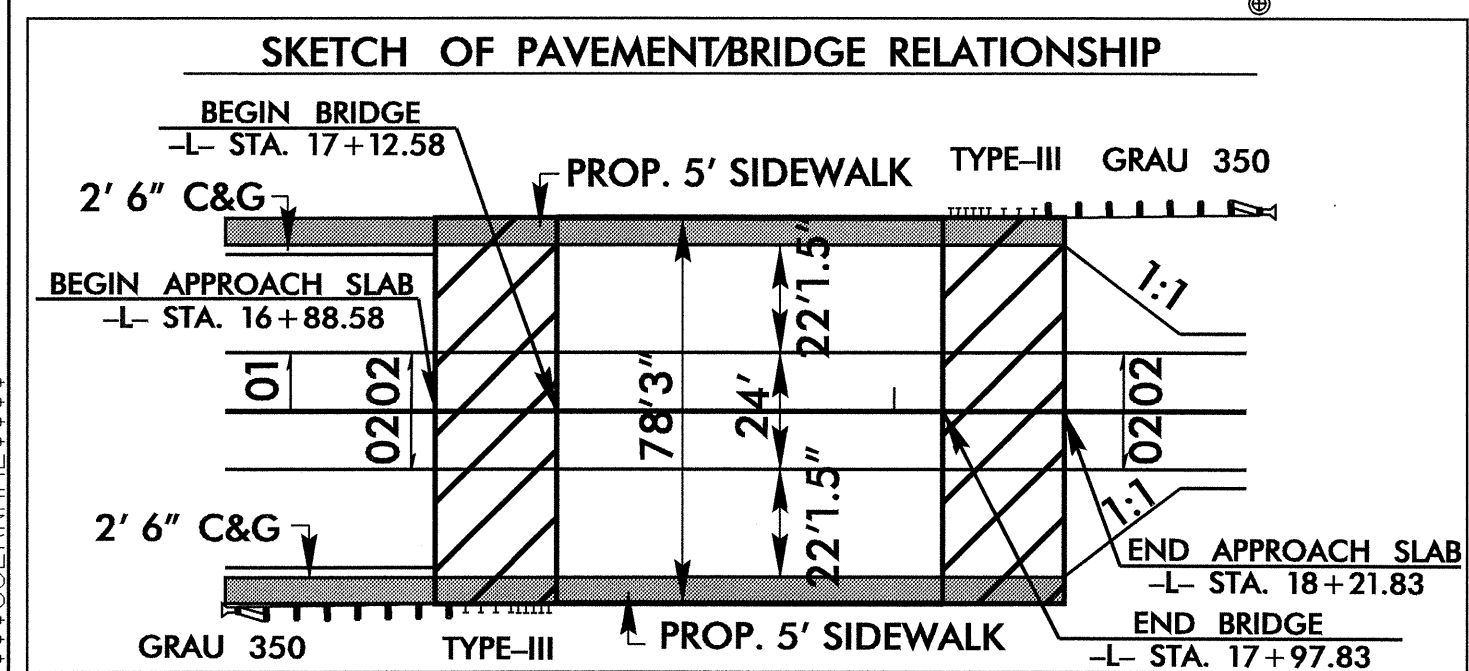 SKETCH OF PAVEMENT/BRIDGE RELATIONSHIP
BEGIN BRIDGE
-L- STA. 17+12.58
PROP. 5' SIDEWALK
TYPE-III GRAU 350
2' 6" C&G
BEGIN APPROACH SLAB
-L- STA. 16+88.58
01
02 02
78'3"
22'1.5"
24'
22'1.5"
02 02
1:1
1:1
2' 6" C&G
END APPROACH SLAB
-L- STA. 18+21.83
END BRIDGE
-L- STA. 17+97.83
GRAU 350 TYPE-III
PROP. 5' SIDEWALK